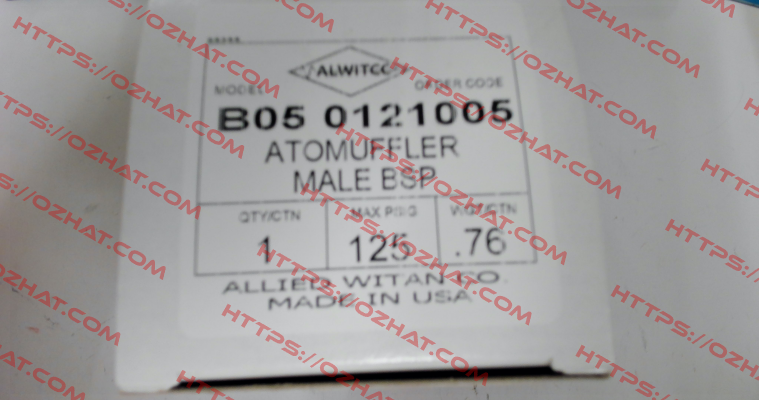 ALWITCO
MODEL ORDER CODE
B05 0121005
ATOMUFFLER
MALE BSP
QTY/CTN MAX PSIG WGT/CTN
1 125 .76
ALLIED WITAN CO.
MADE IN USA
HTTPS://OZHAT.COM